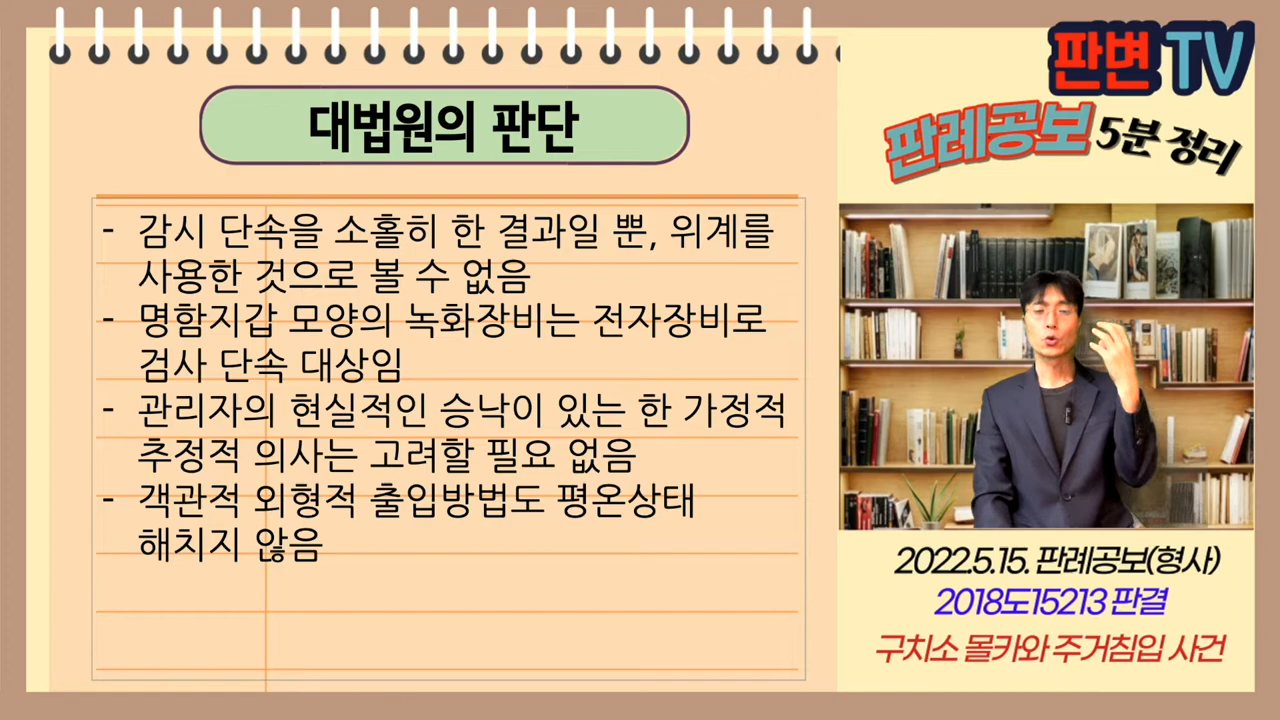 판변 TV
판례공보 5분 정리
대법원의 판단
- 감시 단속을 소홀히 한 결과일 뿐, 위계를
사용한 것으로 볼 수 없음
- 명함지갑 모양의 녹화장비는 전자장비로
검사 단속 대상임
- 관리자의 현실적인 승낙이 있는 한 가정적
추정적 의사는 고려할 필요 없음
- 객관적 외형적 출입방법도 평온상태
해치지 않음
2022.5.15. 판례공보(형사)
2018도15213 판결
구치소 몰카와 주거침입 사건